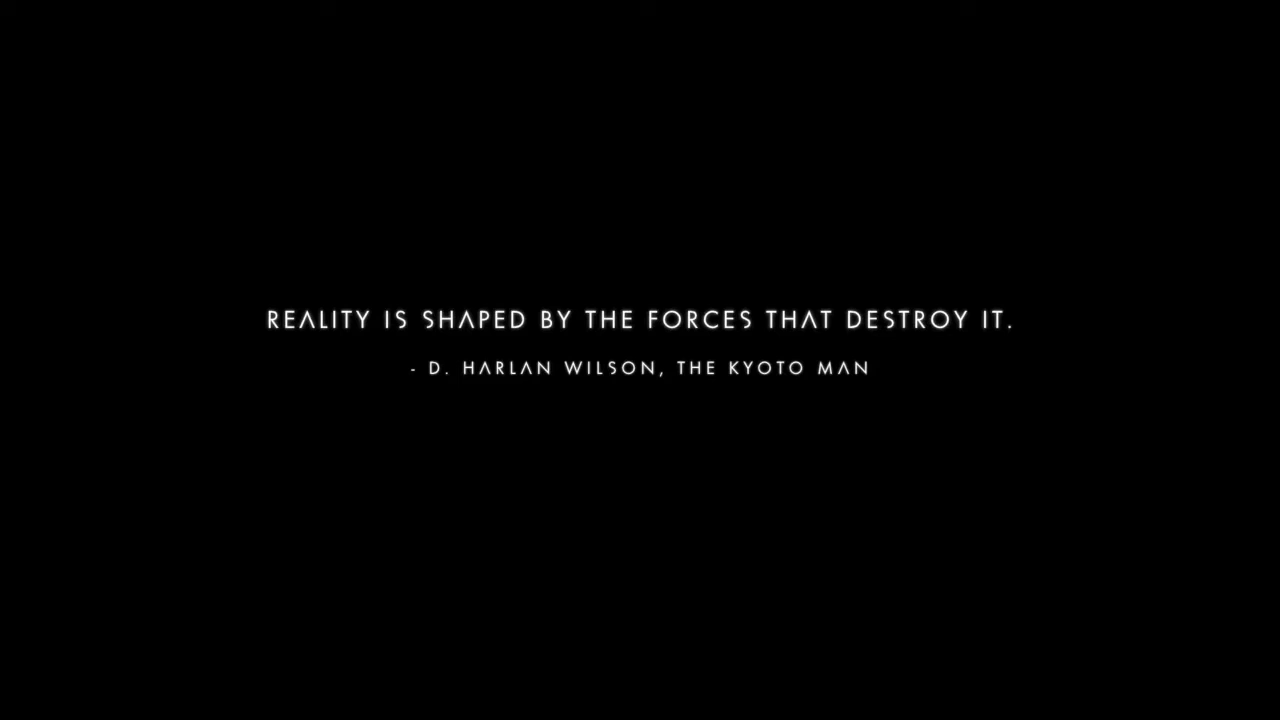 REALITY IS SHAPED BY THE FORCES THAT DESTROY IT.
- D. HARLAN WILSON, THE KYOTO MAN